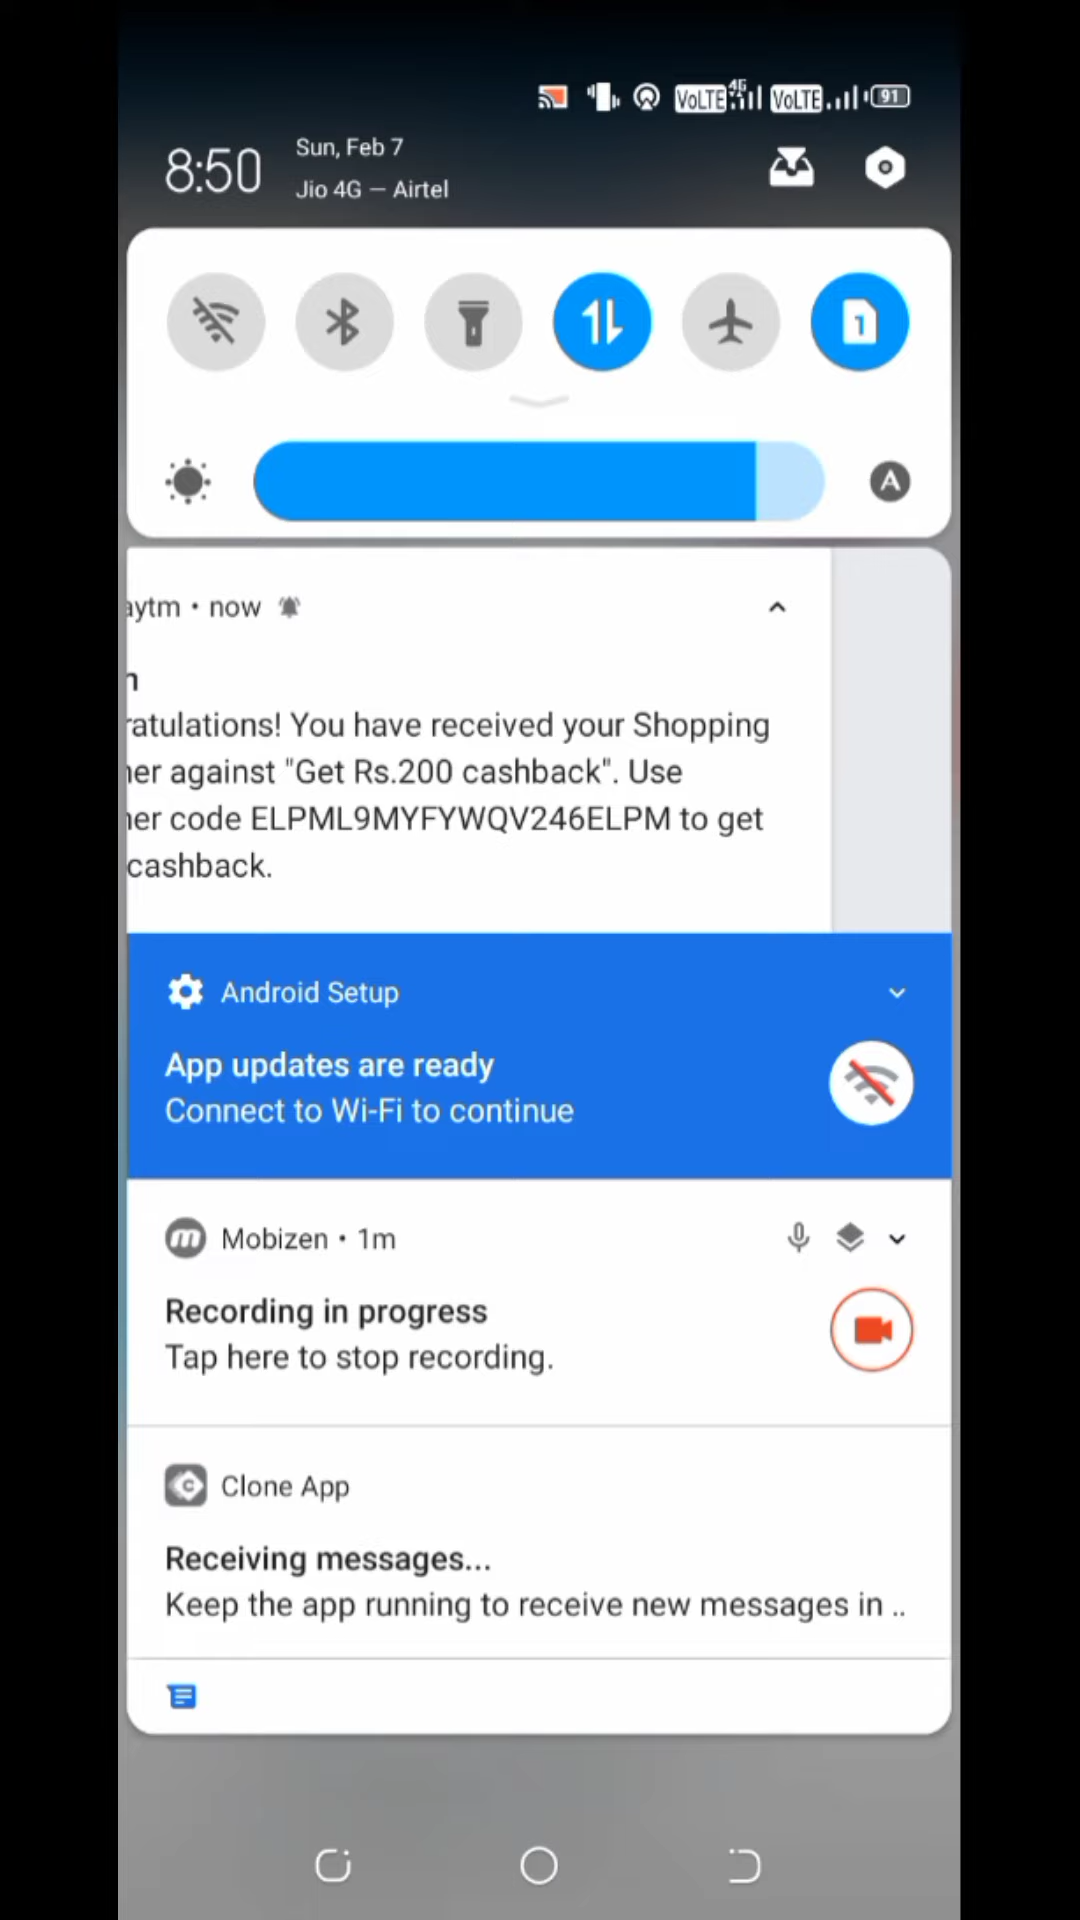 VoLTE 4G VoLTE 91
8:50 Sun, Feb 7
Jio 4G — Airtel
1
A
aytm • now
n
ratulations! You have received your Shopping
her against "Get Rs.200 cashback". Use
her code ELPML9MYFYWQV246ELPM to get
cashback.
Android Setup
App updates are ready
Connect to Wi-Fi to continue
m Mobizen • 1m
Recording in progress
Tap here to stop recording.
C Clone App
Receiving messages...
Keep the app running to receive new messages in ..